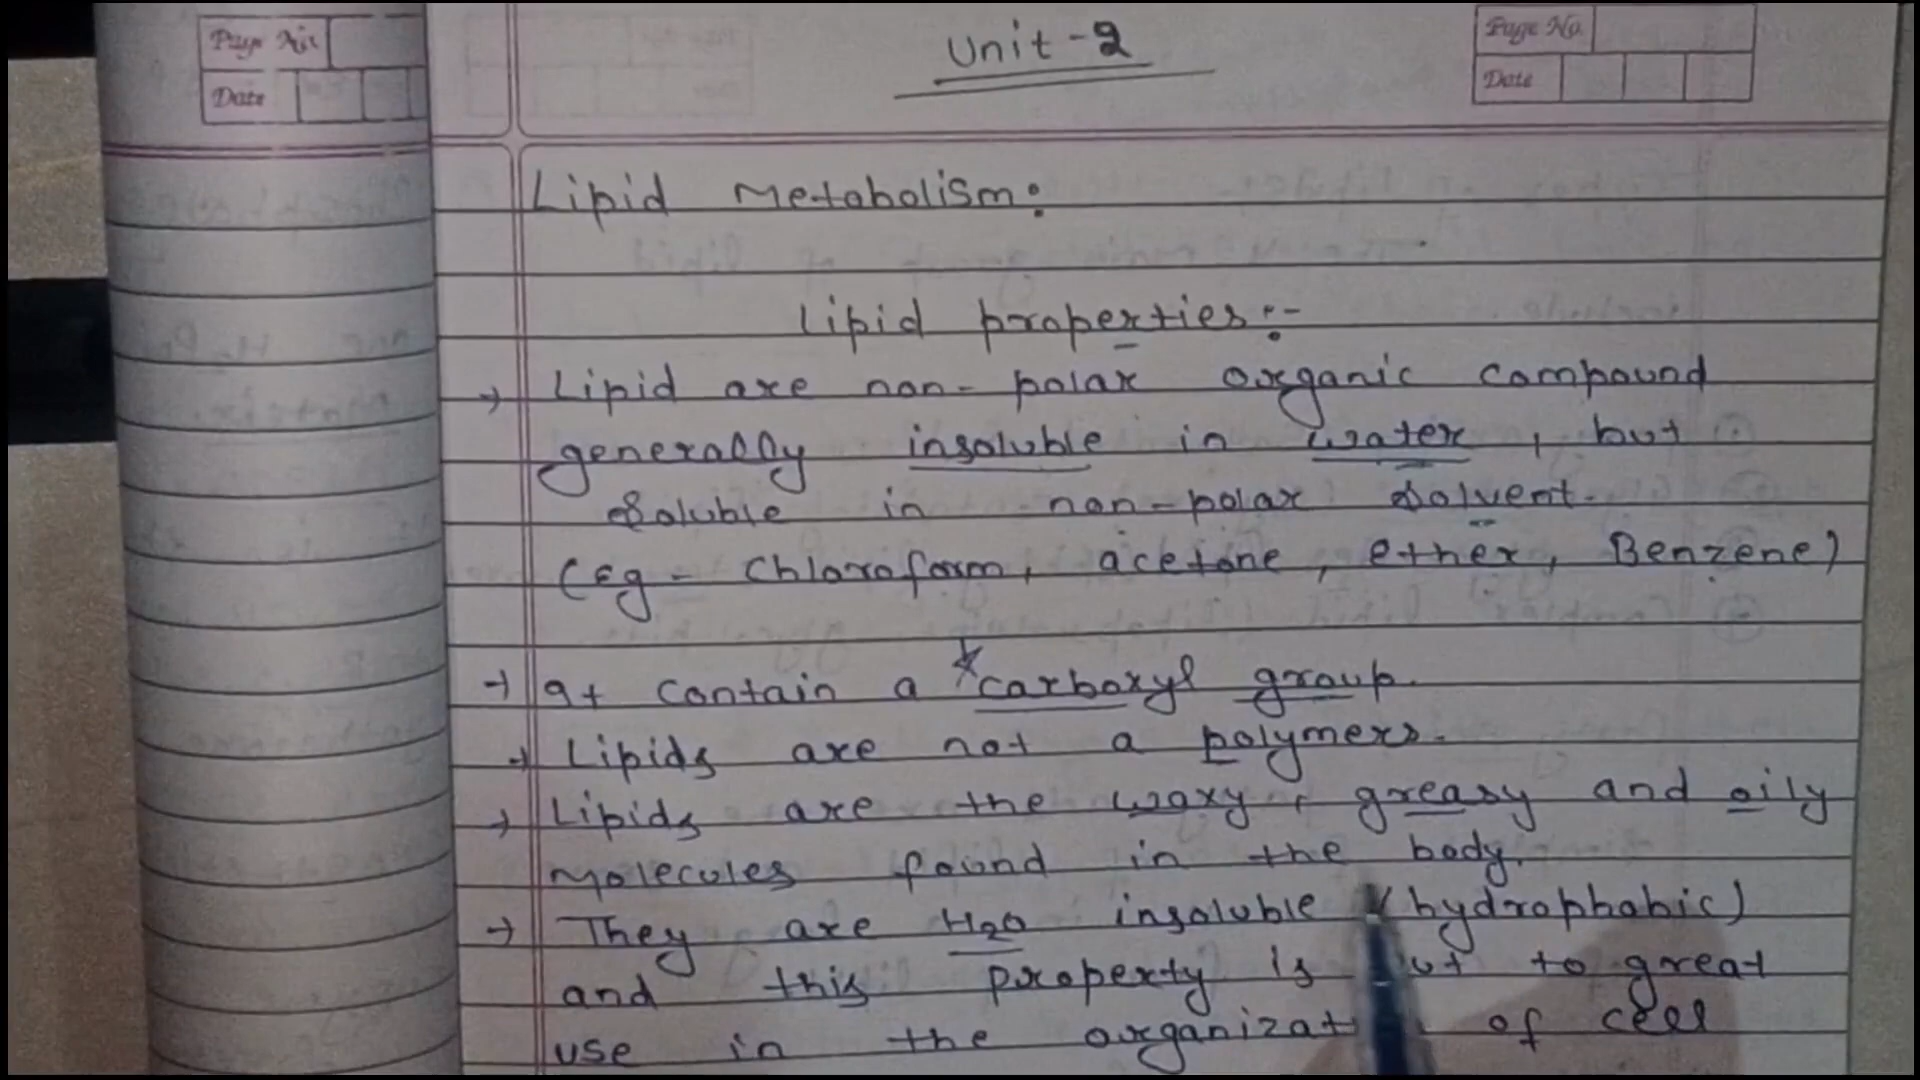 Page No.
Date
Unit-2
Page No.
Date
Lipid Metabolism:
Lipid properties:-
→ Lipid are non-polar organic compound
generally insoluble in water, but
soluble in non-polar solvent.
(Eg - Chloroform, acetone, ether, Benzene)
→ It contain a *carboxyl group.
→ Lipids are not a polymers.
→ Lipids are the waxy, greasy and oily
molecules found in the body.
→ They are H2O insoluble (hydrophobic)
and this property is to great
use in the of cell